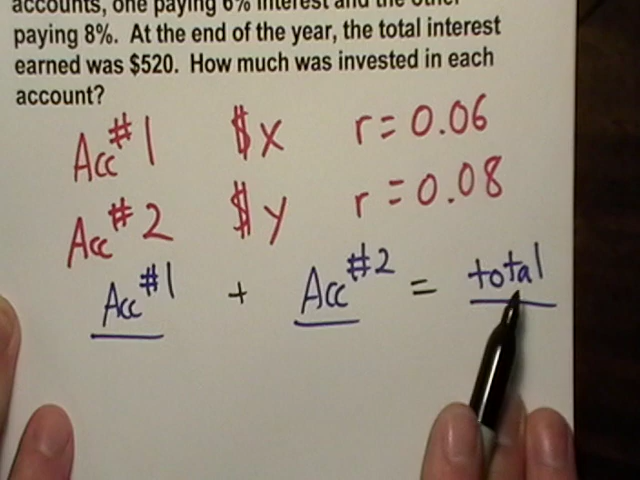 accounts, one paying 6% interest and the other
paying 8%. At the end of the year, the total interest
earned was $520. How much was invested in each
account?
Acc #1 $x r = 0.06
Acc #2 $y r = 0.08
Acc #1 + Acc #2 = total